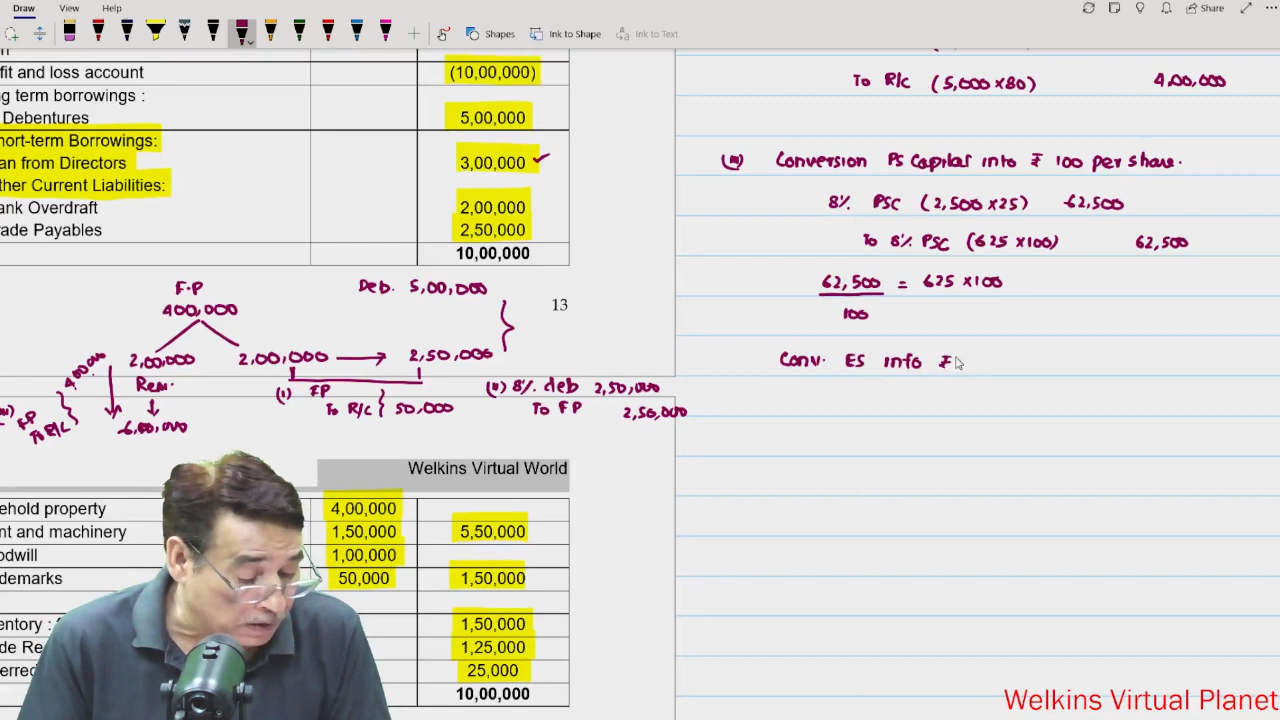 Draw View Help
Share
Shapes Ink to Shape Ink to Text
fit and loss account (10,00,000)
g term borrowings :
Debentures 5,00,000
hort-term Borrowings:
an from Directors 3,00,000
ther Current Liabilities:
ank Overdraft 2,00,000
rade Payables 2,50,000
10,00,000
F.P Deb. 5,00,000
400,000
13
2,00,000 2,00,000 2,50,000
Rem.
6,00,000
400,000
FP
To R/C
(i) FP
To R/C 50,000
(ii) 8% deb 2,50,000
To FP 2,50,000
Welkins Virtual World
ehold property 4,00,000
nt and machinery 1,50,000 5,50,000
odwill 1,00,000
demarks 50,000 1,50,000
entory : 1,50,000
de Re 1,25,000
erred 25,000
10,00,000
To R/C (5,000×80) 4,00,000
Conversion PS Capital into ₹ 100 per share.
8% PSC (2,500×25) 62,500
To 8% PSC (625×100) 62,500
62,500 = 625 ×100
100
Conv. ES into ₹
Welkins Virtual Planet